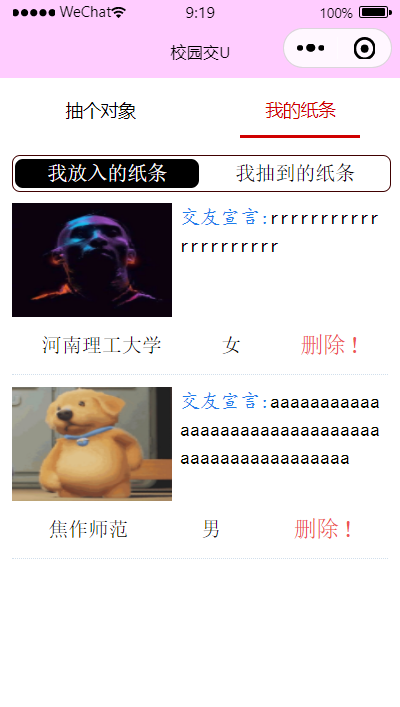 WeChat 9:19 100%
校园交U
抽个对象 我的纸条
我放入的纸条 我抽到的纸条
交友宣言:rrrrrrrrrrr
rrrrrrrrrr
河南理工大学 女 删除！
交友宣言:aaaaaaaaaaa
aaaaaaaaaaaaaaaaaaaa
aaaaaaaaaaaaaaaaa
焦作师范 男 删除！